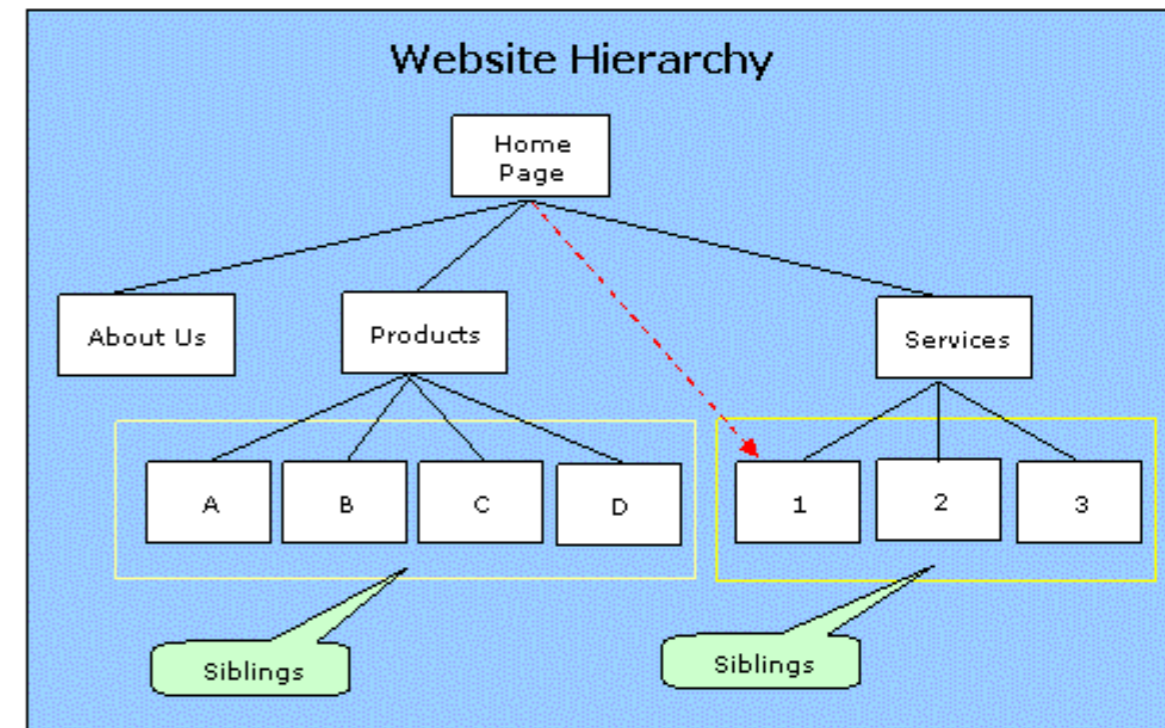 Website Hierarchy
Home
Page
About Us
Products
Services
A
B
C
D
1
2
3
Siblings
Siblings